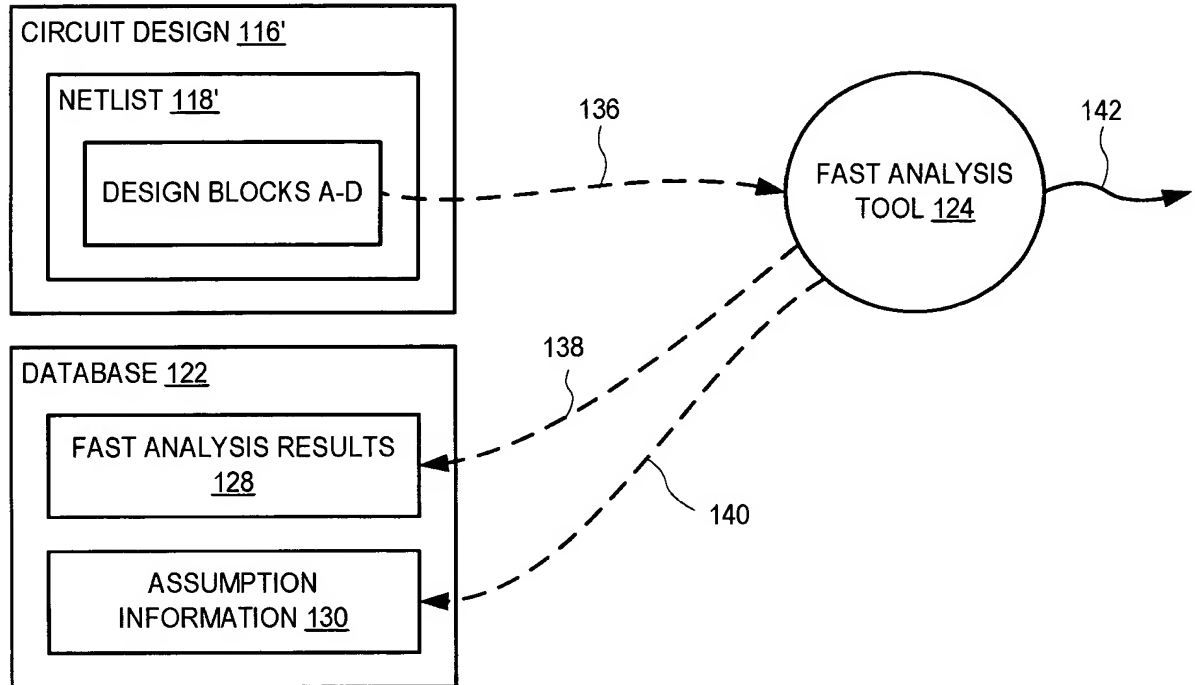 CIRCUIT DESIGN 116'
NETLIST 118'
DESIGN BLOCKS A-D
136
FAST ANALYSIS
TOOL 124
142
DATABASE 122
FAST ANALYSIS RESULTS
128
ASSUMPTION
INFORMATION 130
138
140